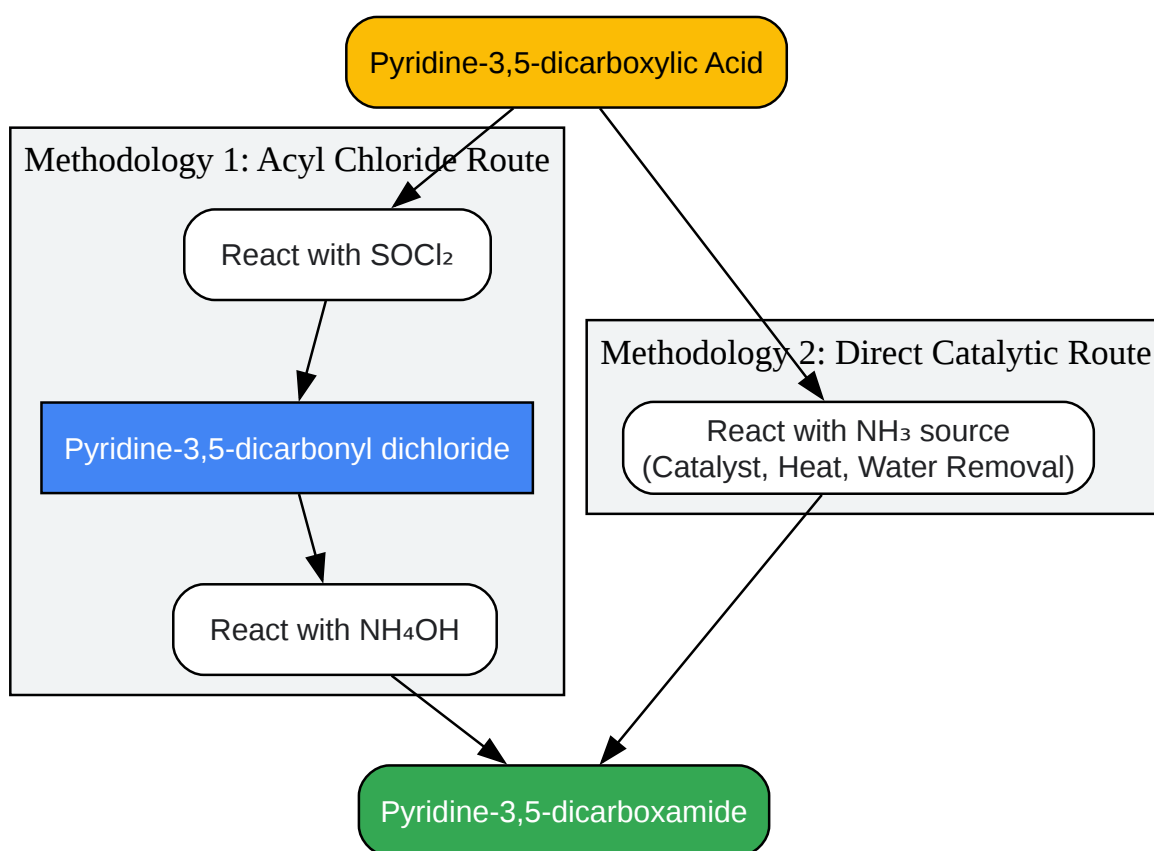 Pyridine-3,5-dicarboxylic Acid
Methodology 1: Acyl Chloride Route
React with SOCl₂
Pyridine-3,5-dicarbonyl dichloride
React with NH₄OH
Methodology 2: Direct Catalytic Route
React with NH₃ source
(Catalyst, Heat, Water Removal)
Pyridine-3,5-dicarboxamide